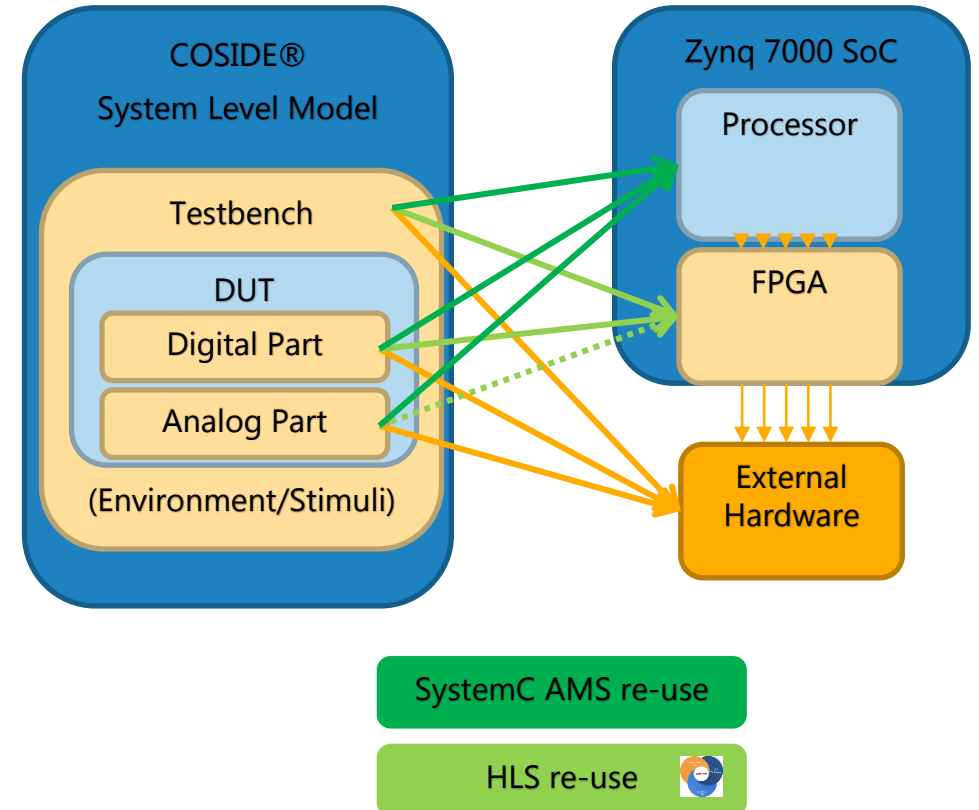 COSIDE®
System Level Model
Testbench
DUT
Digital Part
Analog Part
(Environment/Stimuli)
Zynq 7000 SoC
Processor
FPGA
External
Hardware
SystemC AMS re-use
HLS re-use